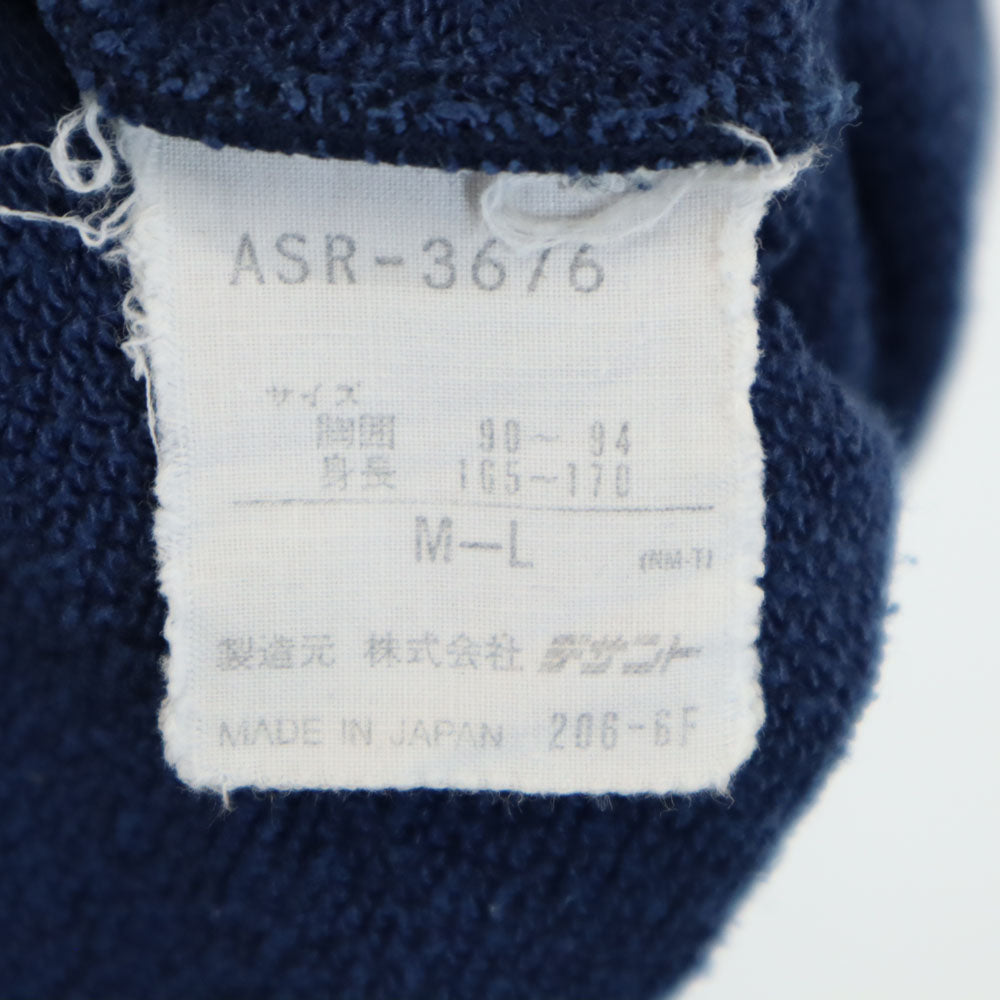 ASR-3676
サイズ
胸囲 90～ 94
身長 165～170
M—L (NM-T)
製造元 株式会社 デサント
MADE IN JAPAN 206-6F